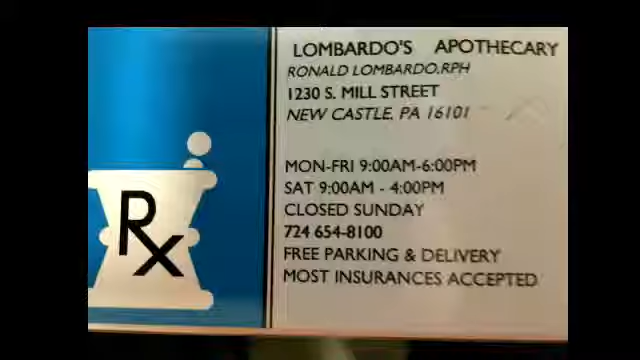 LOMBARDO'S APOTHECARY
RONALD LOMBARDO,RPH
1230 S. MILL STREET
NEW CASTLE, PA 16101
MON-FRI 9:00AM-6:00PM
SAT 9:00AM - 4:00PM
CLOSED SUNDAY
724 654-8100
FREE PARKING & DELIVERY
MOST INSURANCES ACCEPTED
Rx